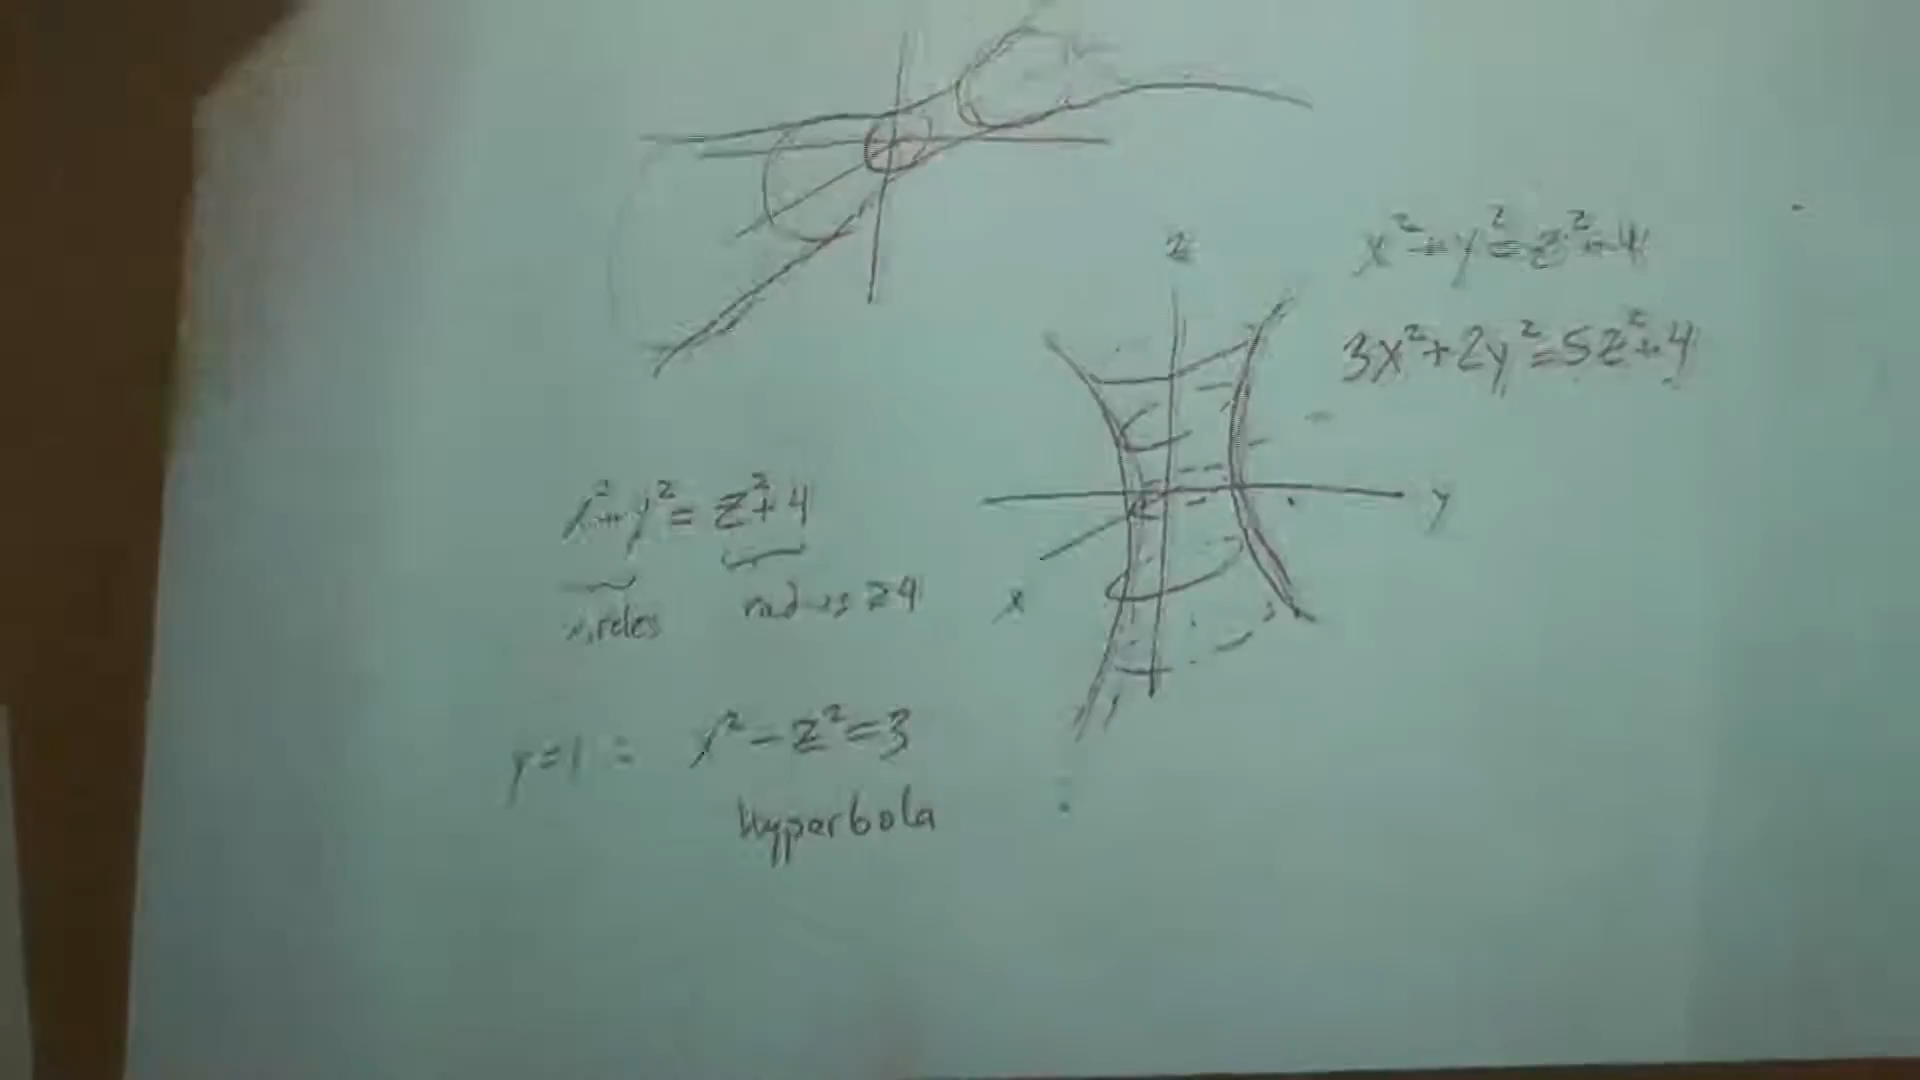 z
x² + y² = z² + 4
3x² + 2y² = 5z² + 4
x² + y² = z² + 4
y
circles radius ≥ 4
x
y = 1 : x² - z² = 3
Hyperbola